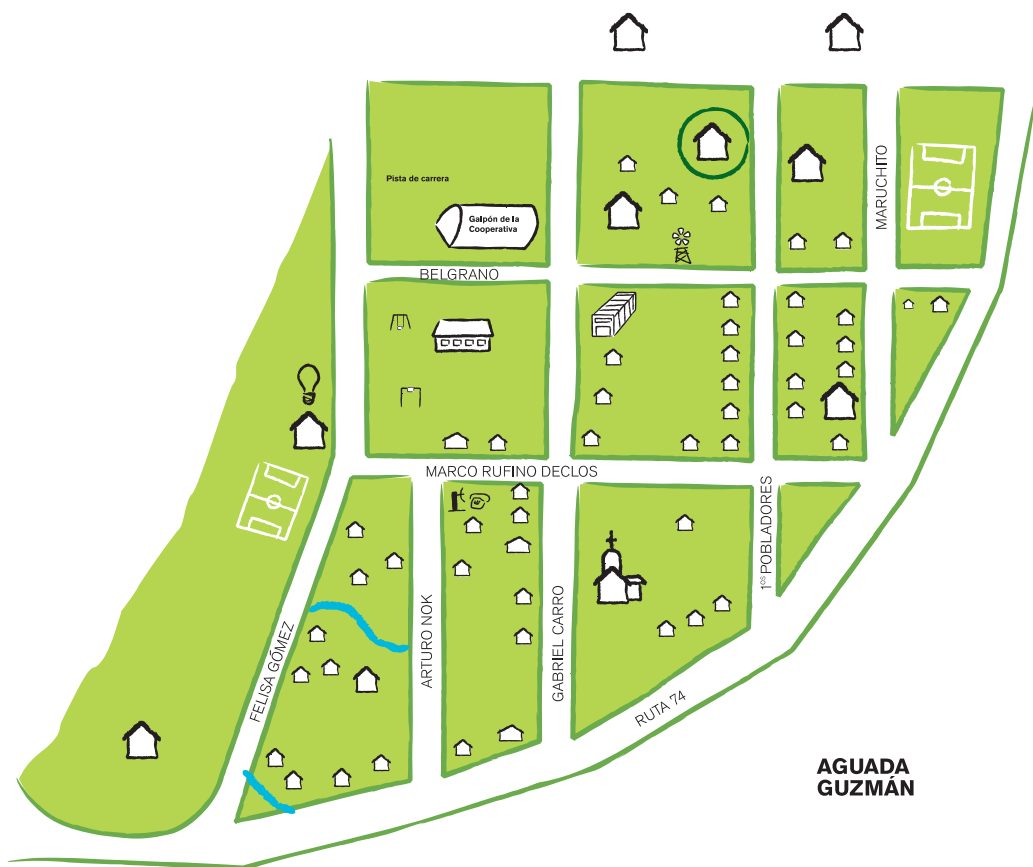 MARUCHITO
Pista de carrera
Galpón de la
Cooperativa
BELGRANO
MARCO RUFINO DECLOS
1os POBLADORES
FELISA GÓMEZ
ARTURO NOK
GABRIEL CARRO
RUTA 74
AGUADA
GUZMÁN